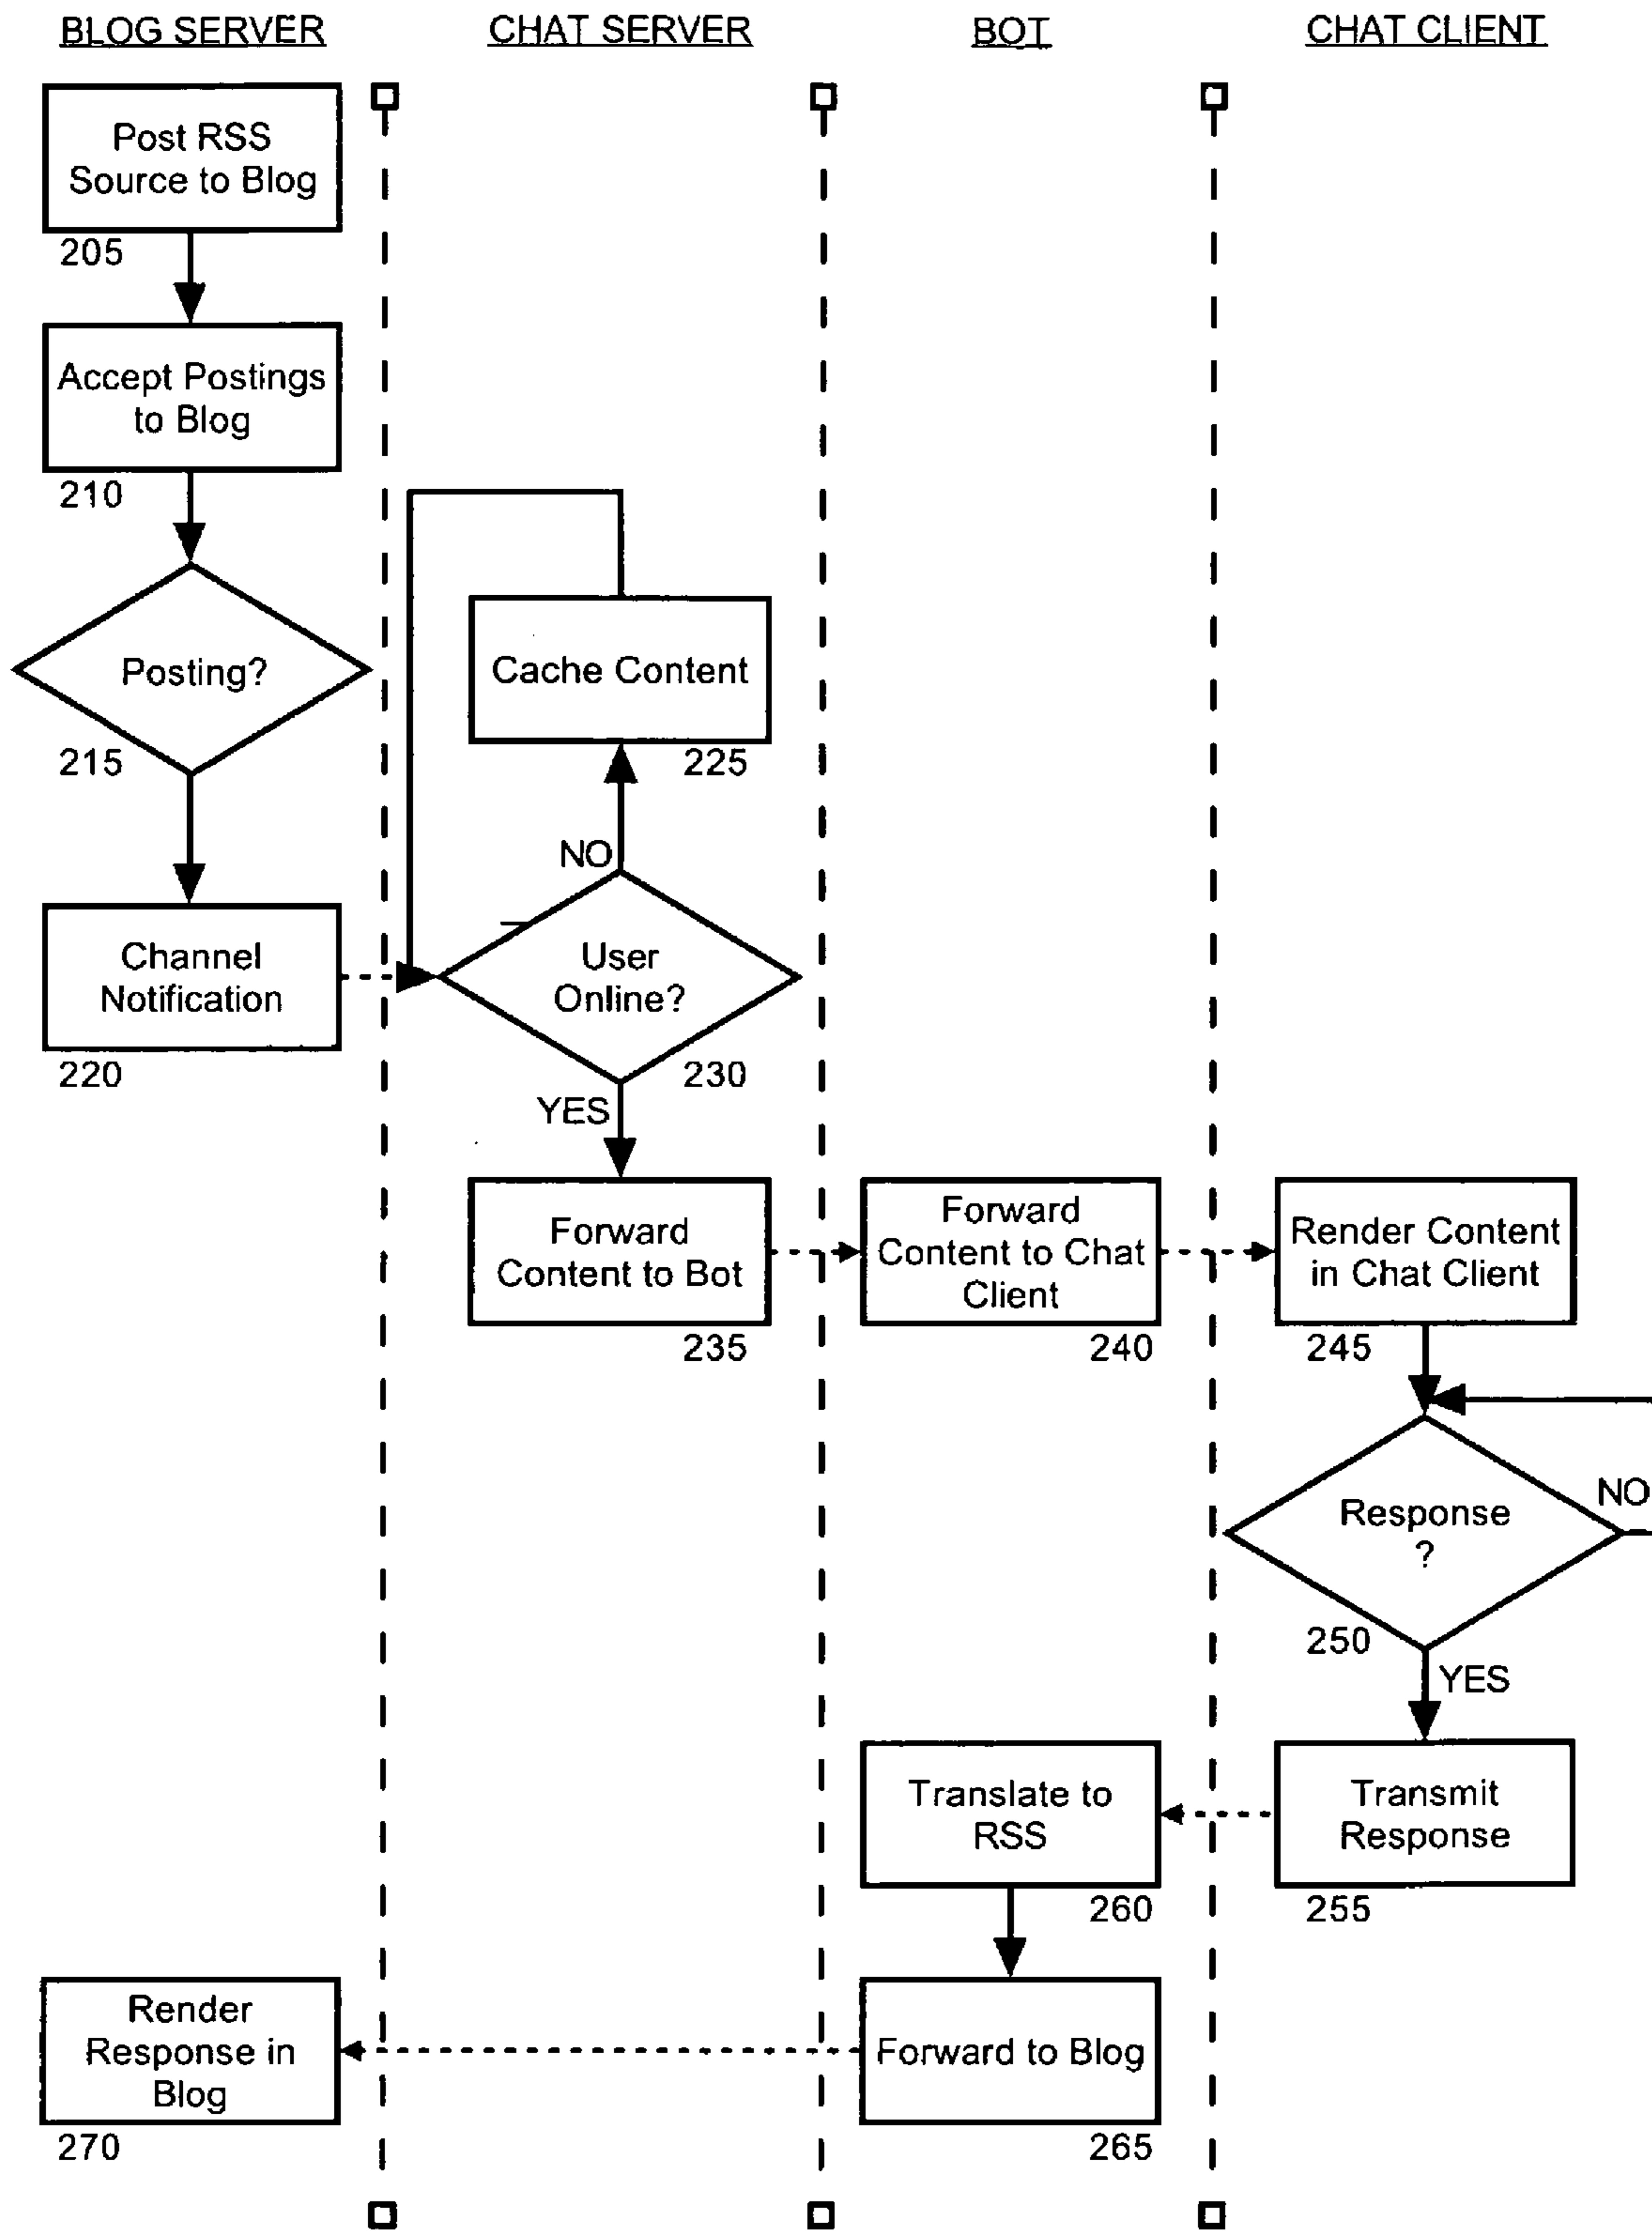 BLOG SERVER
CHAT SERVER
BOT
CHAT CLIENT
Post RSS
Source to Blog
205
Accept Postings
to Blog
210
Posting?
215
Channel
Notification
220
Cache Content
225
NO
User
Online?
230
YES
Forward
Content to Bot
235
Forward
Content to Chat
Client
240
Render Content
in Chat Client
245
Response
?
NO
250
YES
Transmit
Response
255
Translate to
RSS
260
Forward to Blog
265
Render
Response in
Blog
270